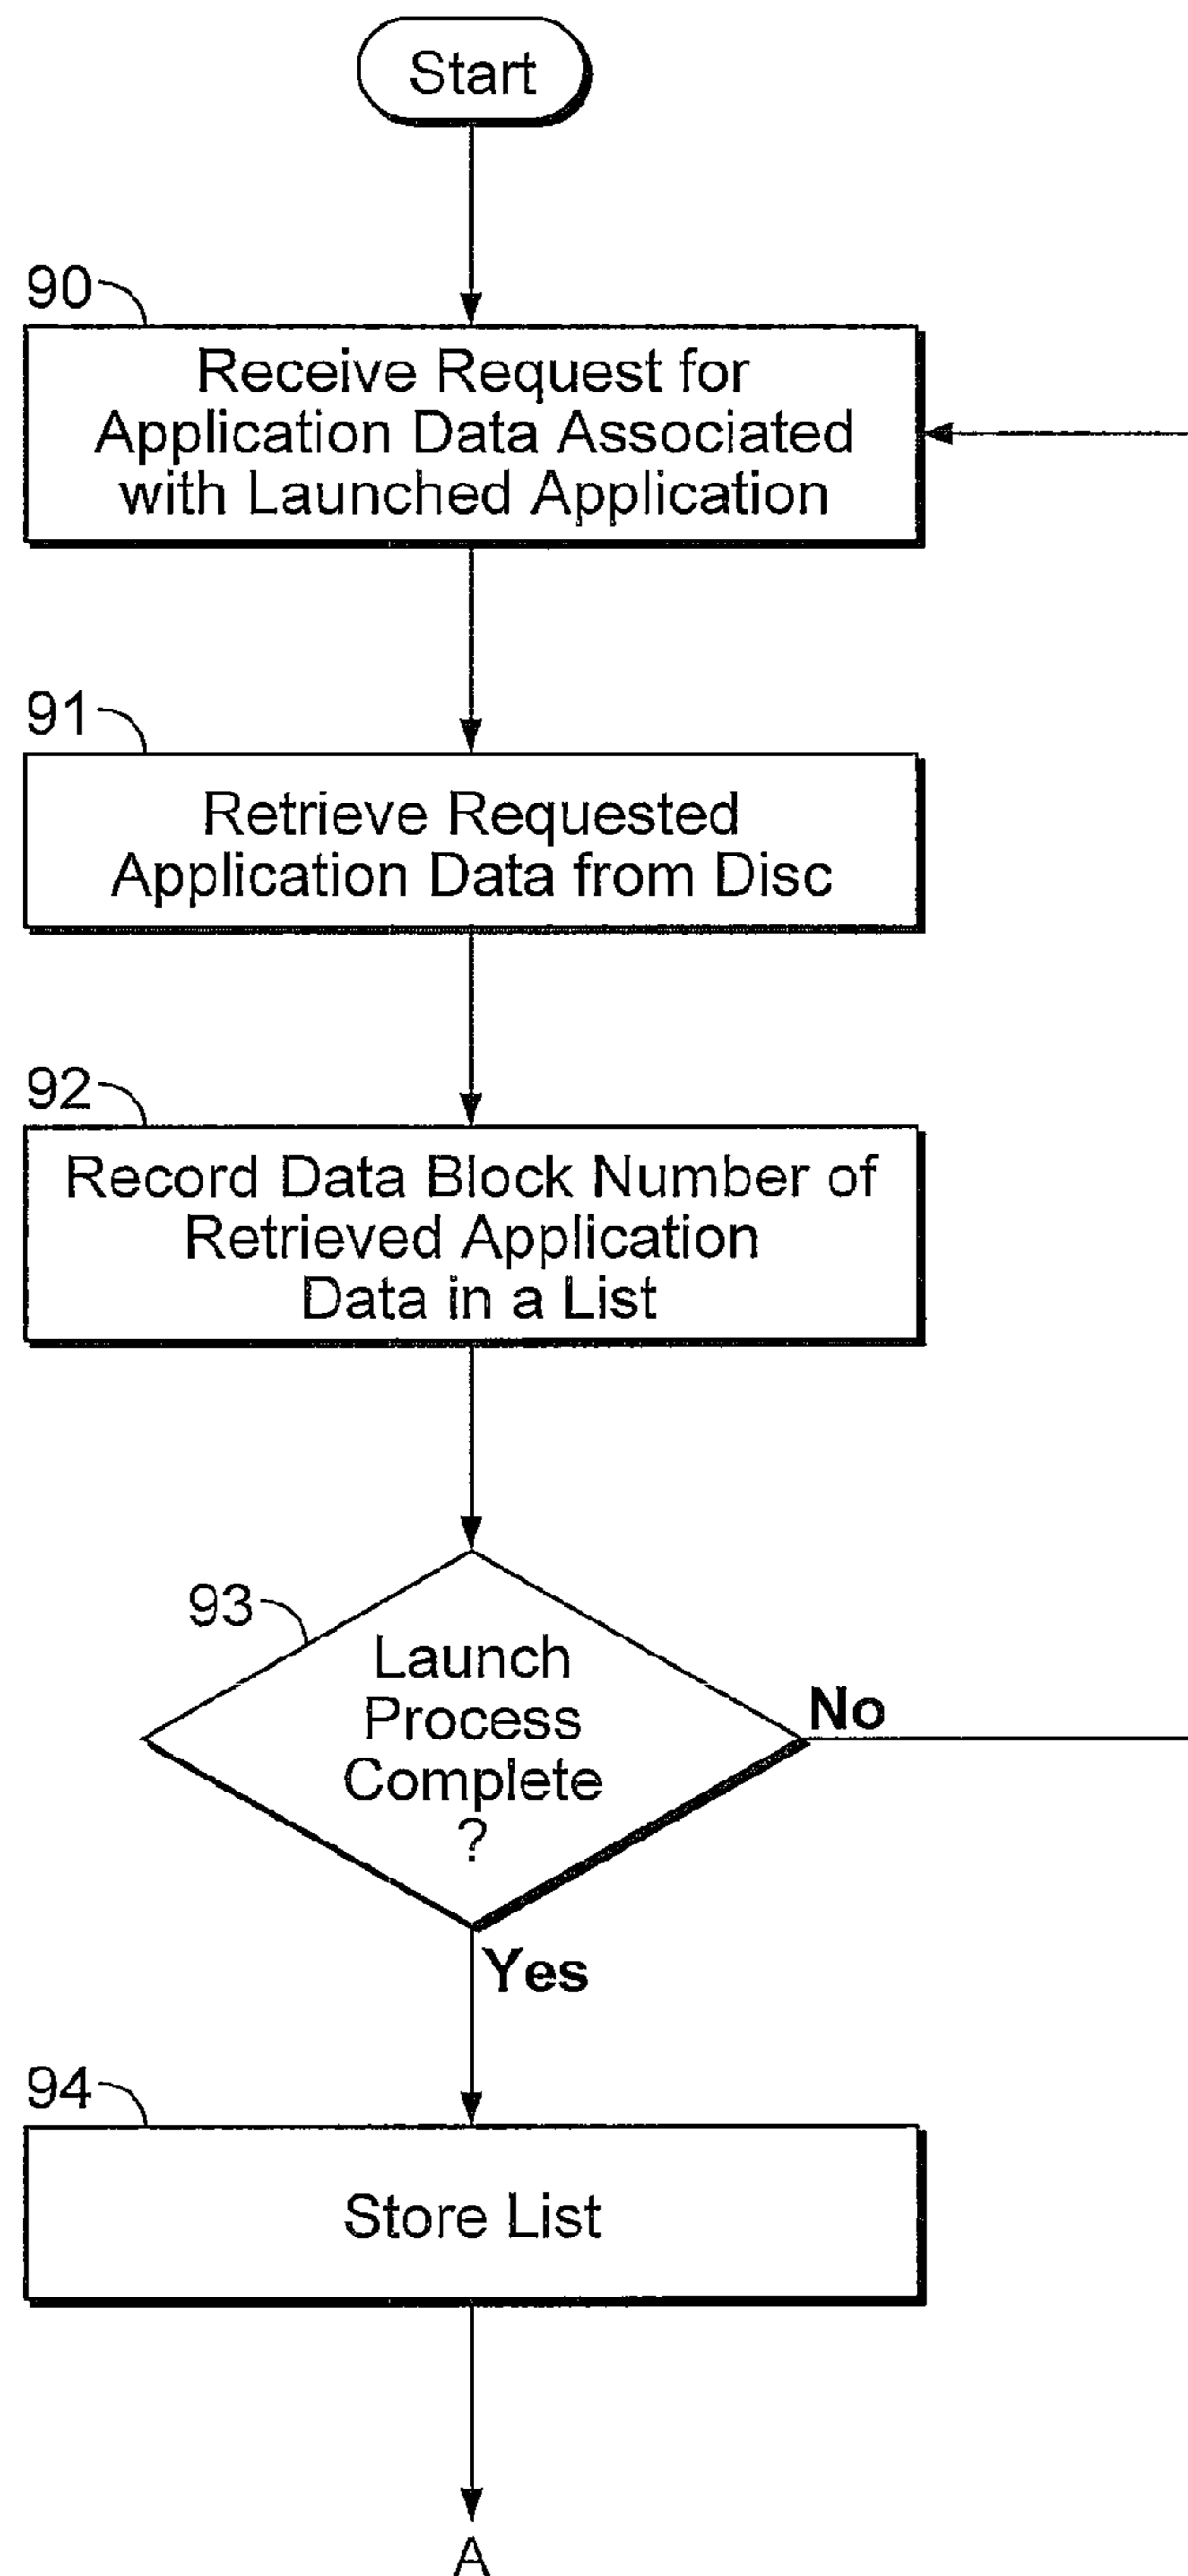 Start
90
Receive Request for
Application Data Associated
with Launched Application
91
Retrieve Requested
Application Data from Disc
92
Record Data Block Number of
Retrieved Application
Data in a List
93
Launch
Process
Complete
?
No
Yes
94
Store List
A